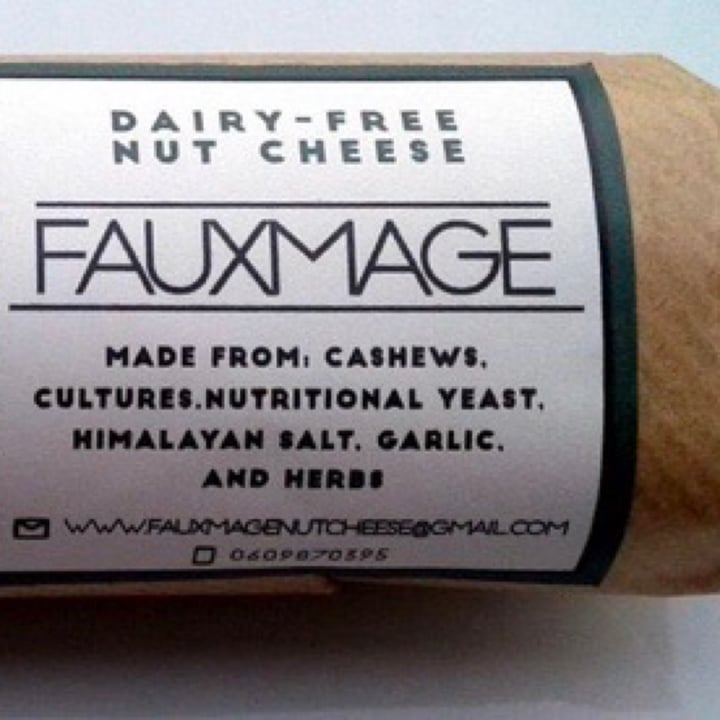 DAIRY-FREE
NUT CHEESE
FAUXMAGE
MADE FROM: CASHEWS,
CULTURES,NUTRITIONAL YEAST,
HIMALAYAN SALT, GARLIC,
AND HERBS
WWW.FAUXMAGENUTCHEESE@GMAIL.COM
0609870395